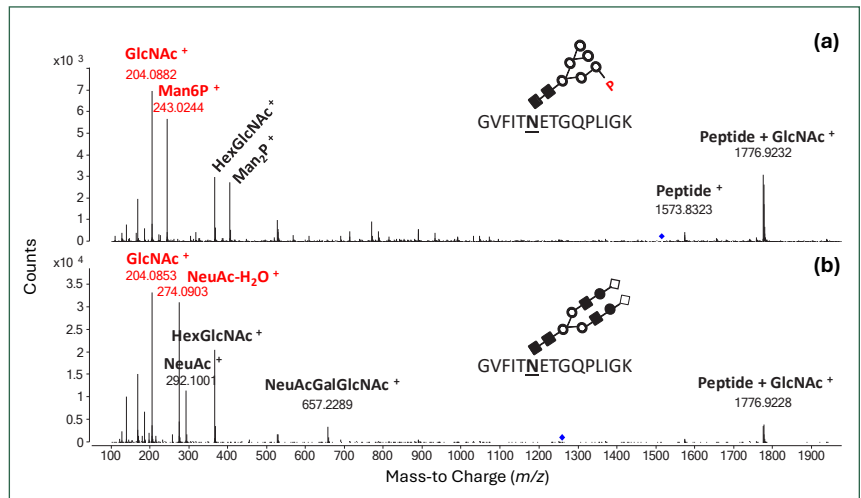 (a)
x10 3
GlcNAc +
204.0882
Man6P +
243.0244
HexGlcNAc +
Man2P +
P
GVFITNETGQPLIGK
Peptide +
1573.8323
Peptide + GlcNAc +
1776.9232
7
6
5
4
3
2
1
0
Counts
(b)
x10 4
GlcNAc +
204.0853
NeuAc-H2O +
274.0903
HexGlcNAc +
NeuAc +
292.1001
NeuAcGalGlcNAc +
657.2289
GVFITNETGQPLIGK
Peptide + GlcNAc +
1776.9228
3.5
3
2.5
2
1.5
1
0.5
0
100 200 300 400 500 600 700 800 900 1000 1100 1200 1300 1400 1500 1600 1700 1800 1900
Mass-to Charge (m/z)